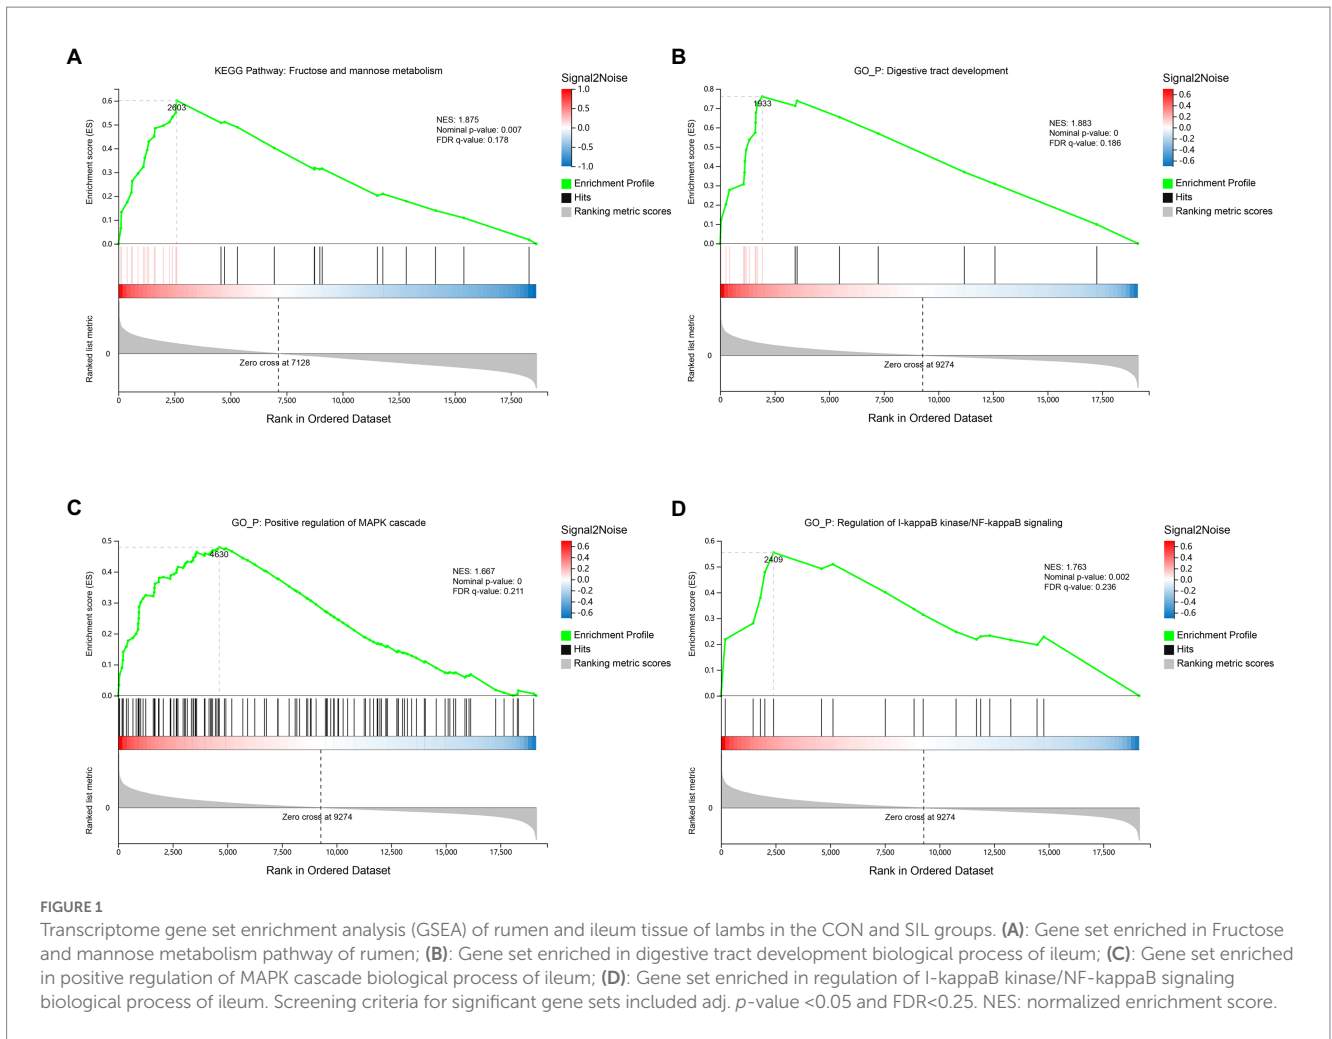 A
KEGG Pathway: Fructose and mannose metabolism
Enrichment score (ES)
0.6
0.5
0.4
0.3
0.2
0.1
0.0
2603
NES: 1.875
Nominal p-value: 0.007
FDR q-value: 0.178
Signal2Noise
1.0
0.5
0.0
-0.5
-1.0
Enrichment Profile
Hits
Ranking metric scores
Ranked list metric
0
Zero cross at 7128
0 2,500 5,000 7,500 10,000 12,500 15,000 17,500
Rank in Ordered Dataset
B
GO_P: Digestive tract development
Enrichment score (ES)
0.8
0.7
0.6
0.5
0.4
0.3
0.2
0.1
0.0
1933
NES: 1.883
Nominal p-value: 0
FDR q-value: 0.186
Signal2Noise
0.6
0.4
0.2
0.0
-0.2
-0.4
-0.6
Enrichment Profile
Hits
Ranking metric scores
Ranked list metric
0
Zero cross at 9274
0 2,500 5,000 7,500 10,000 12,500 15,000 17,500
Rank in Ordered Dataset
C
GO_P: Positive regulation of MAPK cascade
Enrichment score (ES)
0.5
0.4
0.3
0.2
0.1
0.0
4630
NES: 1.667
Nominal p-value: 0
FDR q-value: 0.211
Signal2Noise
0.6
0.4
0.2
0.0
-0.2
-0.4
-0.6
Enrichment Profile
Hits
Ranking metric scores
Ranked list metric
0
Zero cross at 9274
0 2,500 5,000 7,500 10,000 12,500 15,000 17,500
Rank in Ordered Dataset
D
GO_P: Regulation of I-kappaB kinase/NF-kappaB signaling
Enrichment score (ES)
0.6
0.5
0.4
0.3
0.2
0.1
0.0
2409
NES: 1.763
Nominal p-value: 0.002
FDR q-value: 0.236
Signal2Noise
0.6
0.4
0.2
0.0
-0.2
-0.4
-0.6
Enrichment Profile
Hits
Ranking metric scores
Ranked list metric
0
Zero cross at 9274
0 2,500 5,000 7,500 10,000 12,500 15,000 17,500
Rank in Ordered Dataset
FIGURE 1
Transcriptome gene set enrichment analysis (GSEA) of rumen and ileum tissue of lambs in the CON and SIL groups. (A): Gene set enriched in Fructose
and mannose metabolism pathway of rumen; (B): Gene set enriched in digestive tract development biological process of ileum; (C): Gene set enriched
in positive regulation of MAPK cascade biological process of ileum; (D): Gene set enriched in regulation of I-kappaB kinase/NF-kappaB signaling
biological process of ileum. Screening criteria for significant gene sets included adj. p-value <0.05 and FDR<0.25. NES: normalized enrichment score.